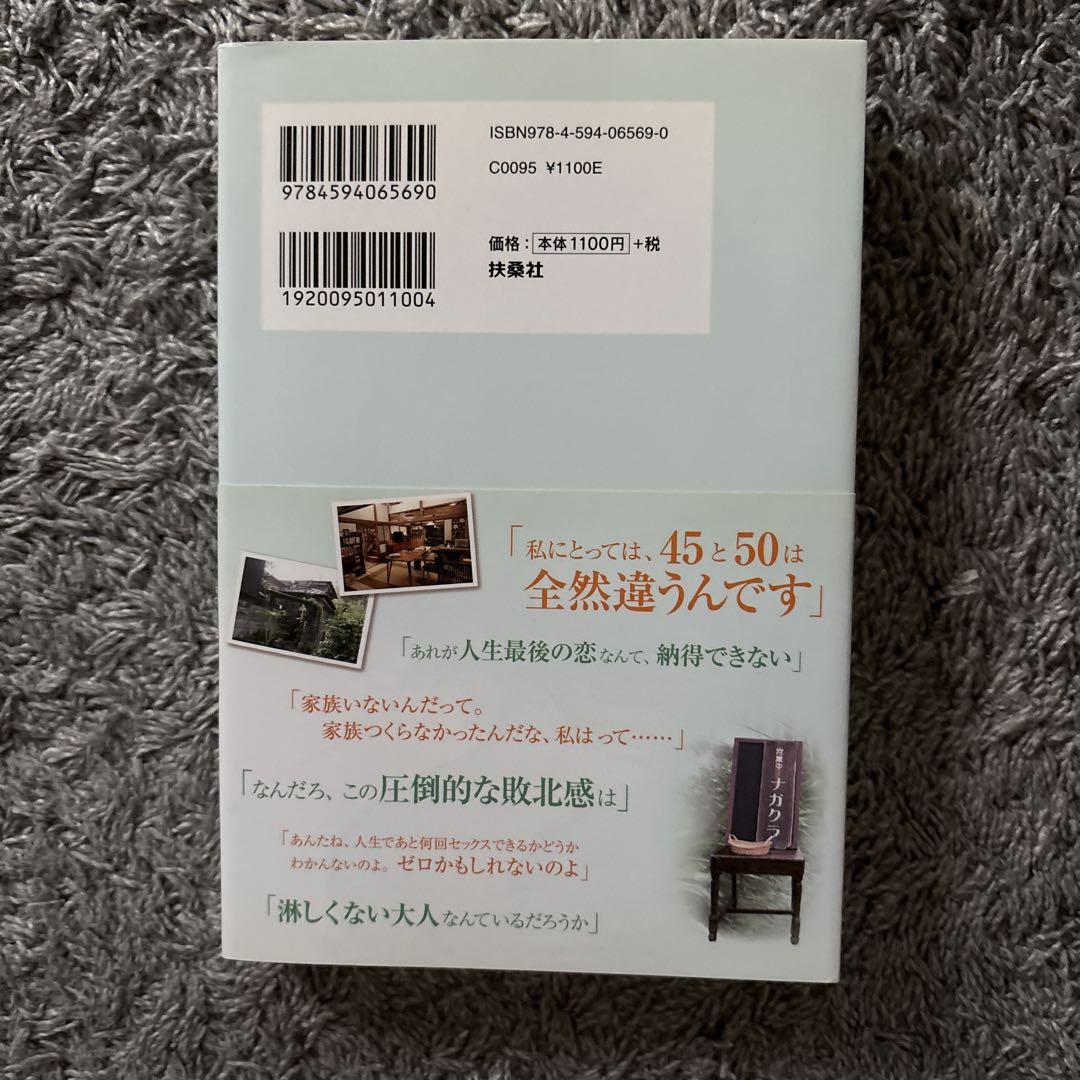 ISBN978-4-594-06569-0
C0095 ¥1100E
9784594065690
価格：本体1100円+税
扶桑社
1920095011004
「私にとっては、45と50は
全然違うんです」
「あれが人生最後の恋なんて、納得できない」
「家族いないんだって。
家族つくらなかったんだな、私はって……」
「なんだろ、この圧倒的な敗北感は」
「あんたね、人生であと何回セックスできるかどうか
わかんないのよ。ゼロかもしれないのよ」
「淋しくない大人なんているだろうか」
営業中
ナガクラ